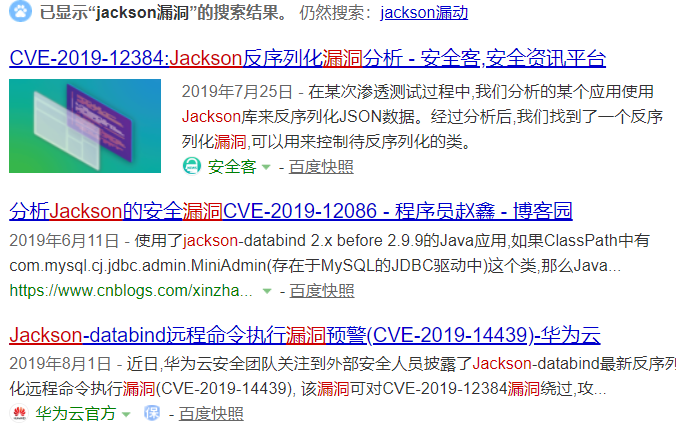 已显示“jackson漏洞”的搜索结果。 仍然搜索：jackson漏动
CVE-2019-12384:Jackson反序列化漏洞分析 - 安全客,安全资讯平台
2019年7月25日 - 在某次渗透测试过程中,我们分析的某个应用使用
Jackson库来反序列化JSON数据。经过分析后,我们找到了一个反序
列化漏洞,可以用来控制待反序列化的类。
安全客 - 百度快照
分析Jackson的安全漏洞CVE-2019-12086 - 程序员赵鑫 - 博客园
2019年6月11日 - 使用了jackson-databind 2.x before 2.9.9的Java应用,如果ClassPath中有
com.mysql.cj.jdbc.admin.MiniAdmin(存在于MySQL的JDBC驱动中)这个类,那么Java...
https://www.cnblogs.com/xinzha... - 百度快照
Jackson-databind远程命令执行漏洞预警(CVE-2019-14439)-华为云
2019年8月1日 - 近日,华为云安全团队关注到外部安全人员披露了Jackson-databind最新反序列
化远程命令执行漏洞(CVE-2019-14439), 该漏洞可对CVE-2019-12384漏洞绕过,攻...
华为云官方 保 - 百度快照